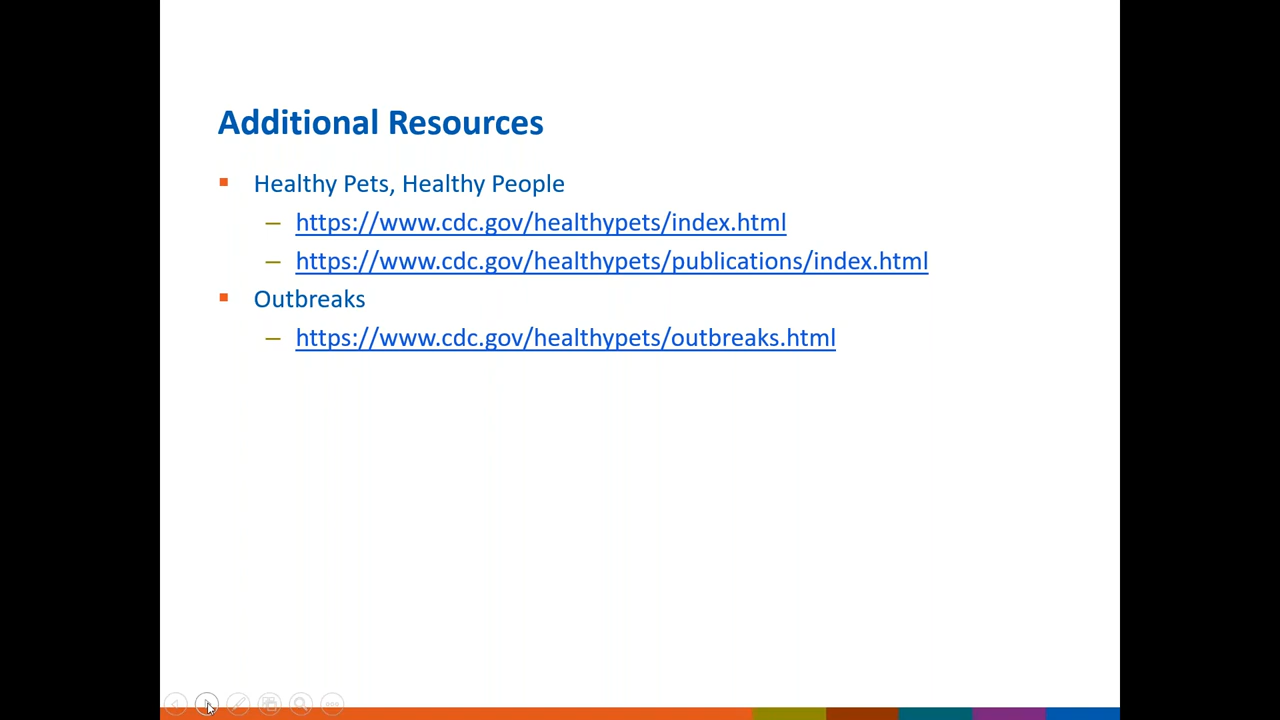 Additional Resources
Healthy Pets, Healthy People
– https://www.cdc.gov/healthypets/index.html
– https://www.cdc.gov/healthypets/publications/index.html
Outbreaks
– https://www.cdc.gov/healthypets/outbreaks.html